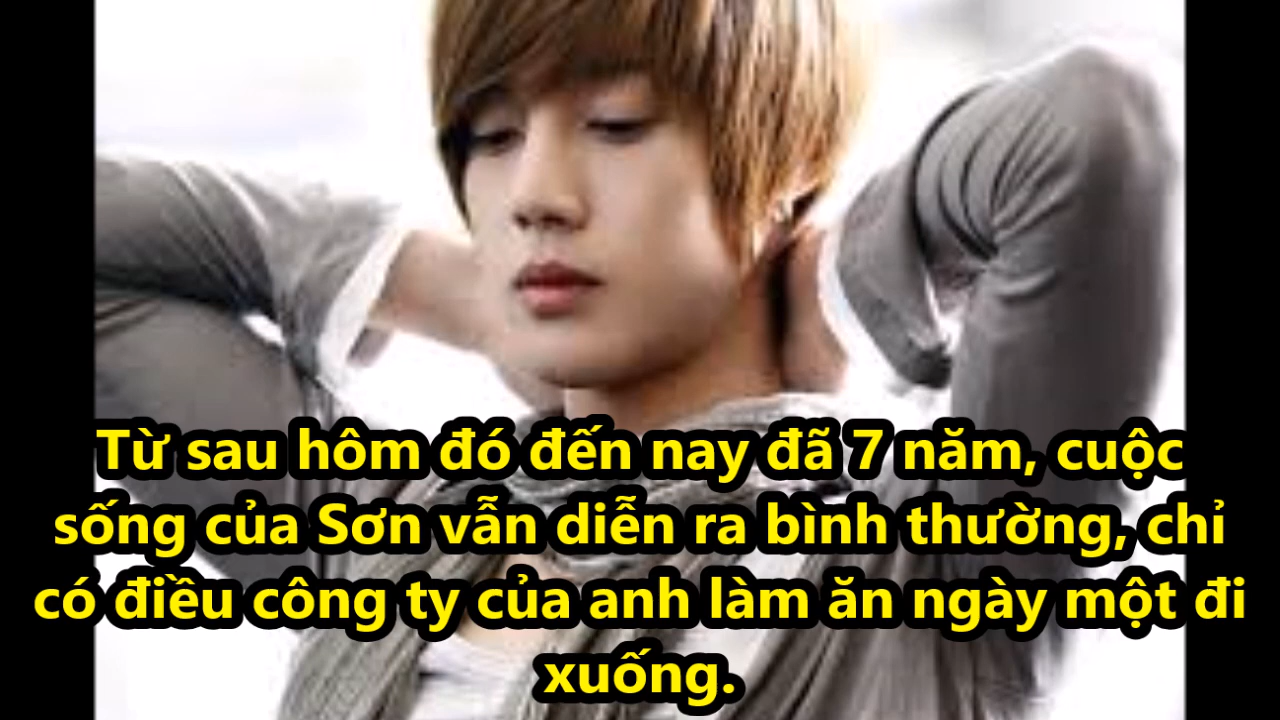 Từ sau hôm đó đến nay đã 7 năm, cuộc
sống của Sơn vẫn diễn ra bình thường, chỉ
có điều công ty của anh làm ăn ngày một đi
xuống.